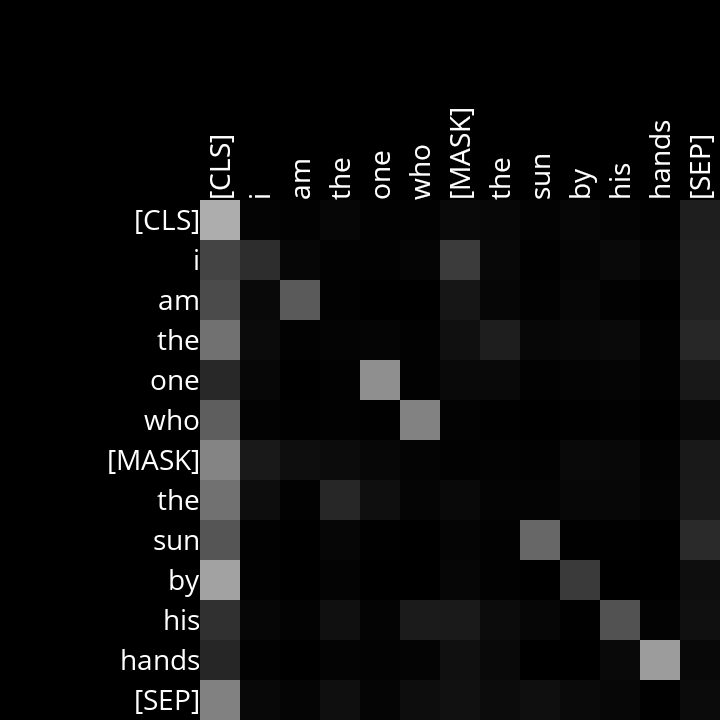 [CLS] i am the one who [MASK] the sun by his hands [SEP]
[CLS]
i
am
the
one
who
[MASK]
the
sun
by
his
hands
[SEP]